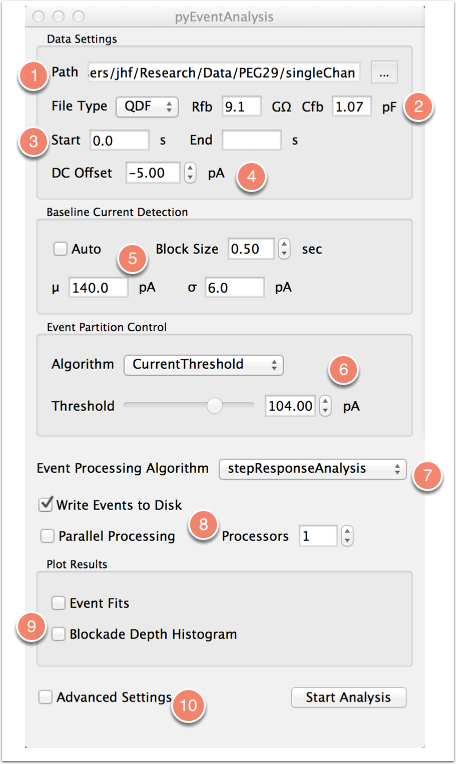 pyEventAnalysis
Data Settings
1 Path ers/jhf/Research/Data/PEG29/singleChan ...
File Type QDF Rfb 9.1 GΩ Cfb 1.07 pF 2
3 Start 0.0 s End s
DC Offset -5.00 pA 4
Baseline Current Detection
Auto 5 Block Size 0.50 sec
μ 140.0 pA σ 6.0 pA
Event Partition Control
Algorithm CurrentThreshold 6
Threshold 104.00 pA
Event Processing Algorithm stepResponseAnalysis 7
Write Events to Disk
Parallel Processing 8 Processors 1
Plot Results
Event Fits
9 Blockade Depth Histogram
Advanced Settings 10 Start Analysis